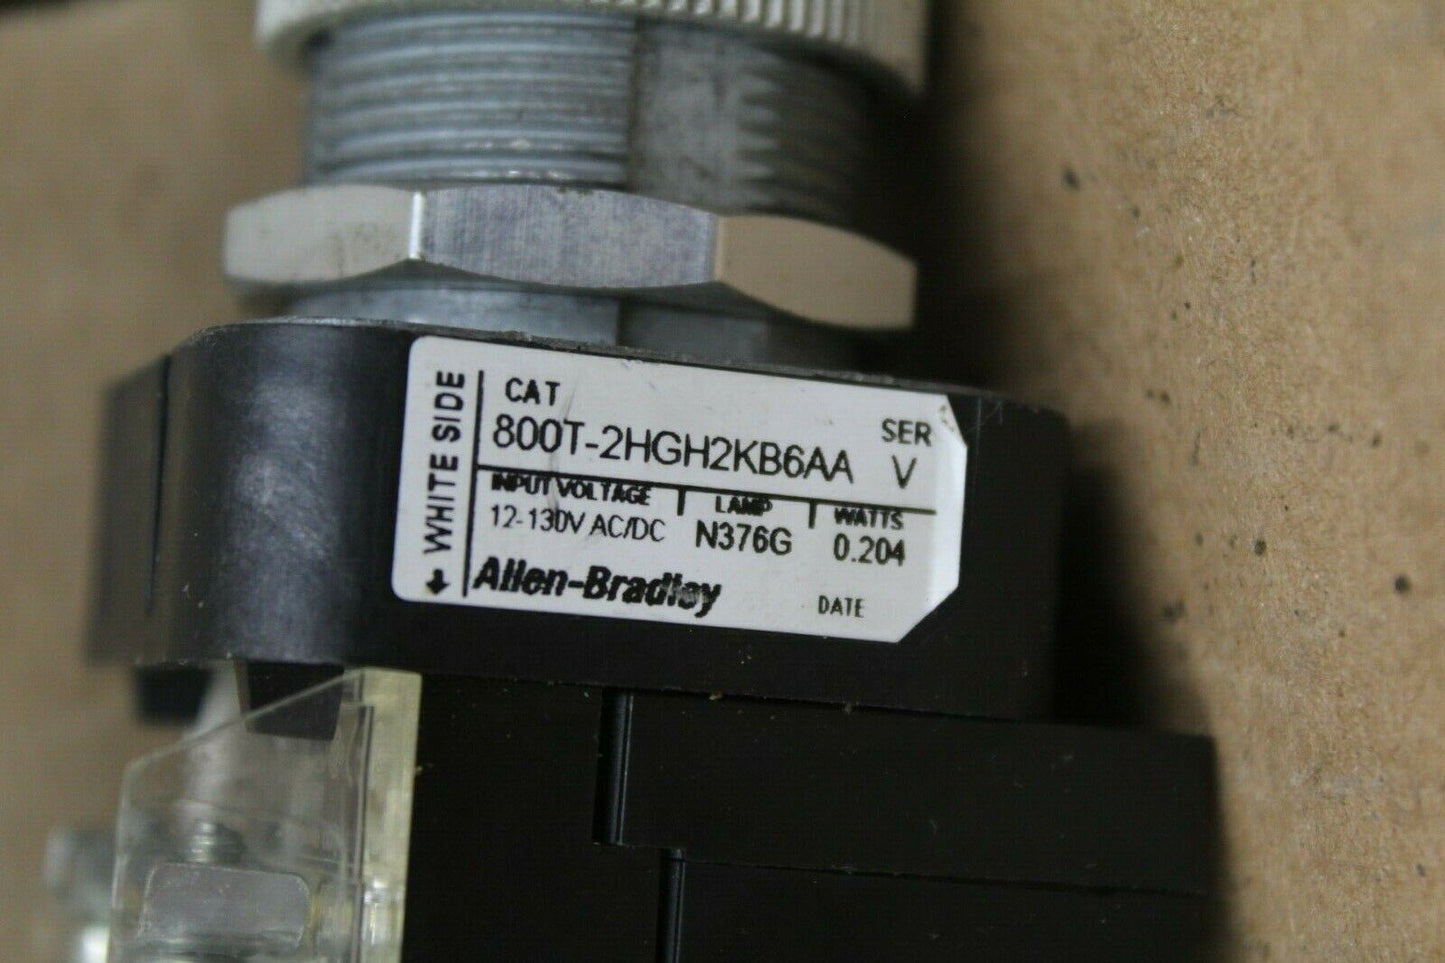 WHITE SIDE
CAT
800T-2HGH2KB6AA
SER
V
INPUT VOLTAGE
12-130V AC/DC
LAMP
N376G
WATTS
0.204
Allen-Bradley
DATE